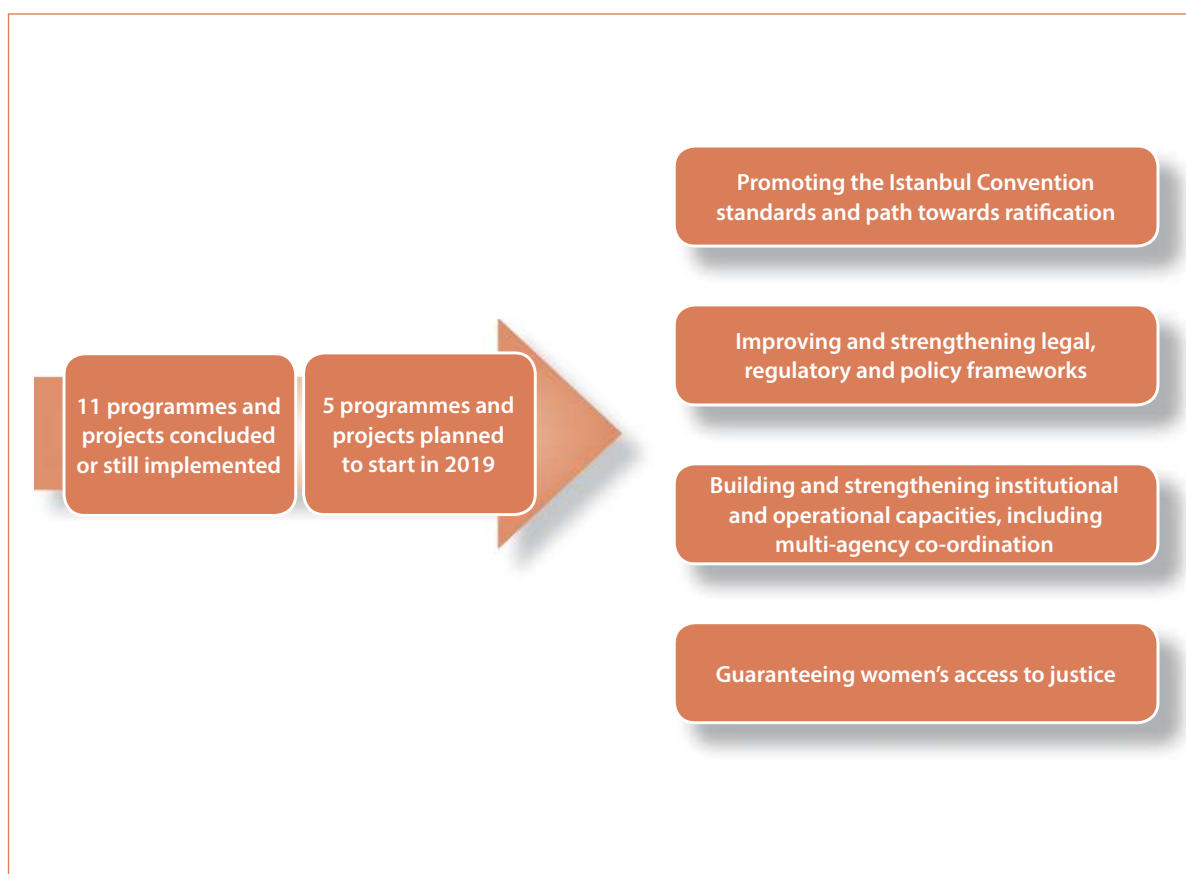 11 programmes and
projects concluded
or still implemented
5 programmes and
projects planned
to start in 2019
Promoting the Istanbul Convention
standards and path towards ratification
Improving and strengthening legal,
regulatory and policy frameworks
Building and strengthening institutional
and operational capacities, including
multi-agency co-ordination
Guaranteeing women’s access to justice